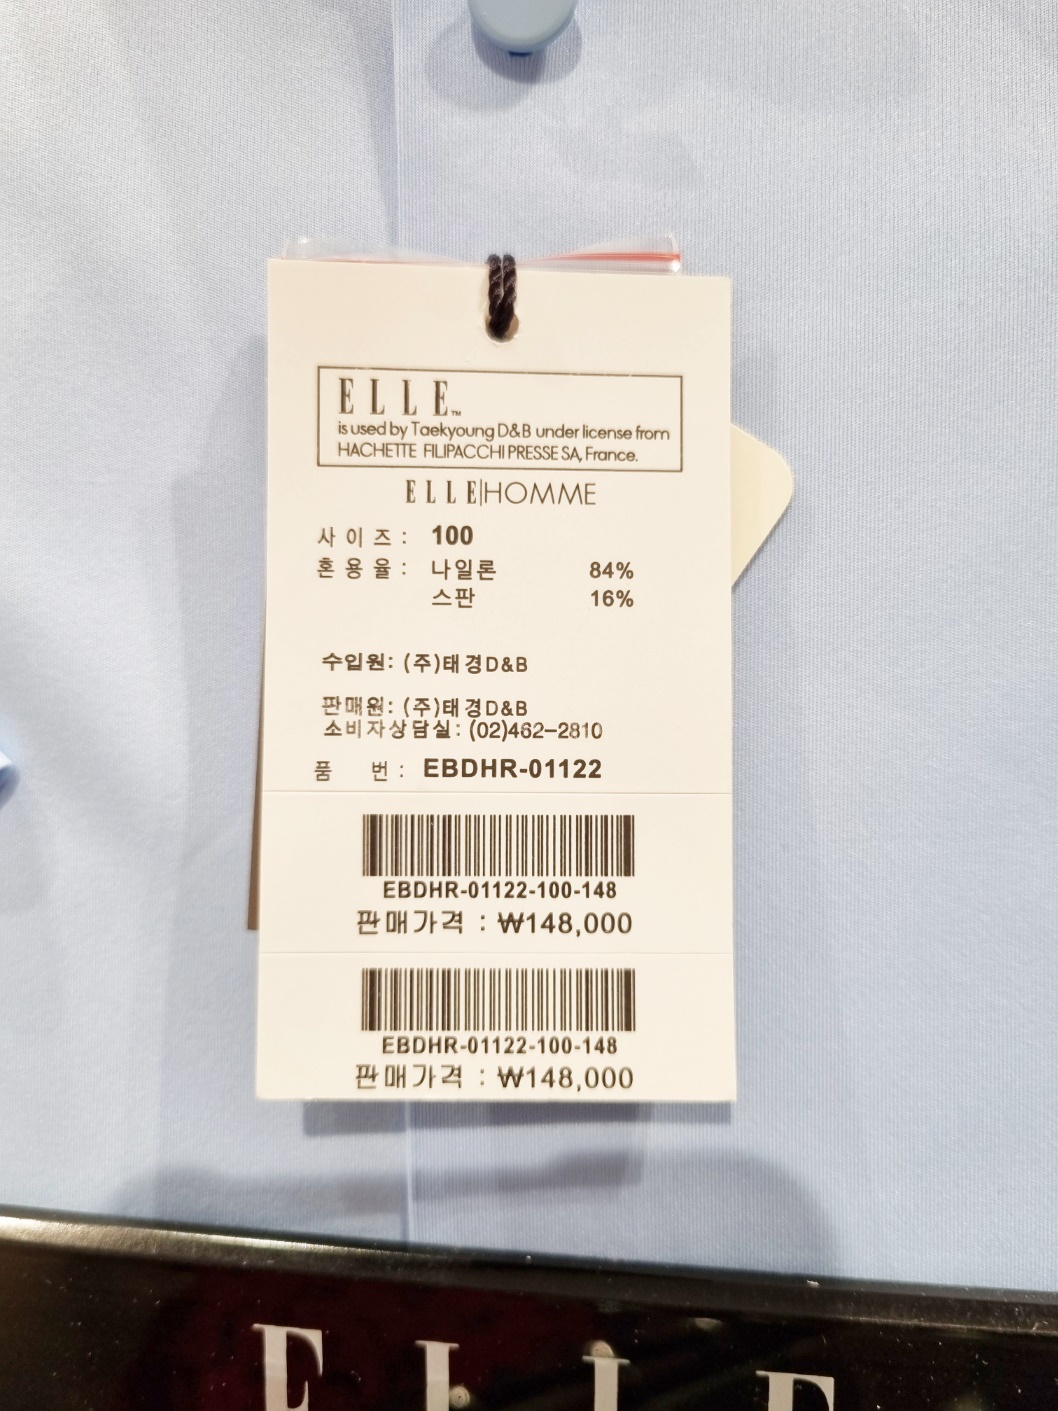 ELLE™
is used by Taekyoung D&B under license from
HACHETTE FILIPACCHI PRESSE SA, France.
ELLE|HOMME
사 이 즈 : 100
혼 용 율 : 나일론 84%
스판 16%
수입원: (주)태경D&B
판매원: (주)태경D&B
소비자상담실: (02)462-2810
품 번 : EBDHR-01122
EBDHR-01122-100-148
판매가격 : ₩148,000
EBDHR-01122-100-148
판매가격 : ₩148,000
ELLE